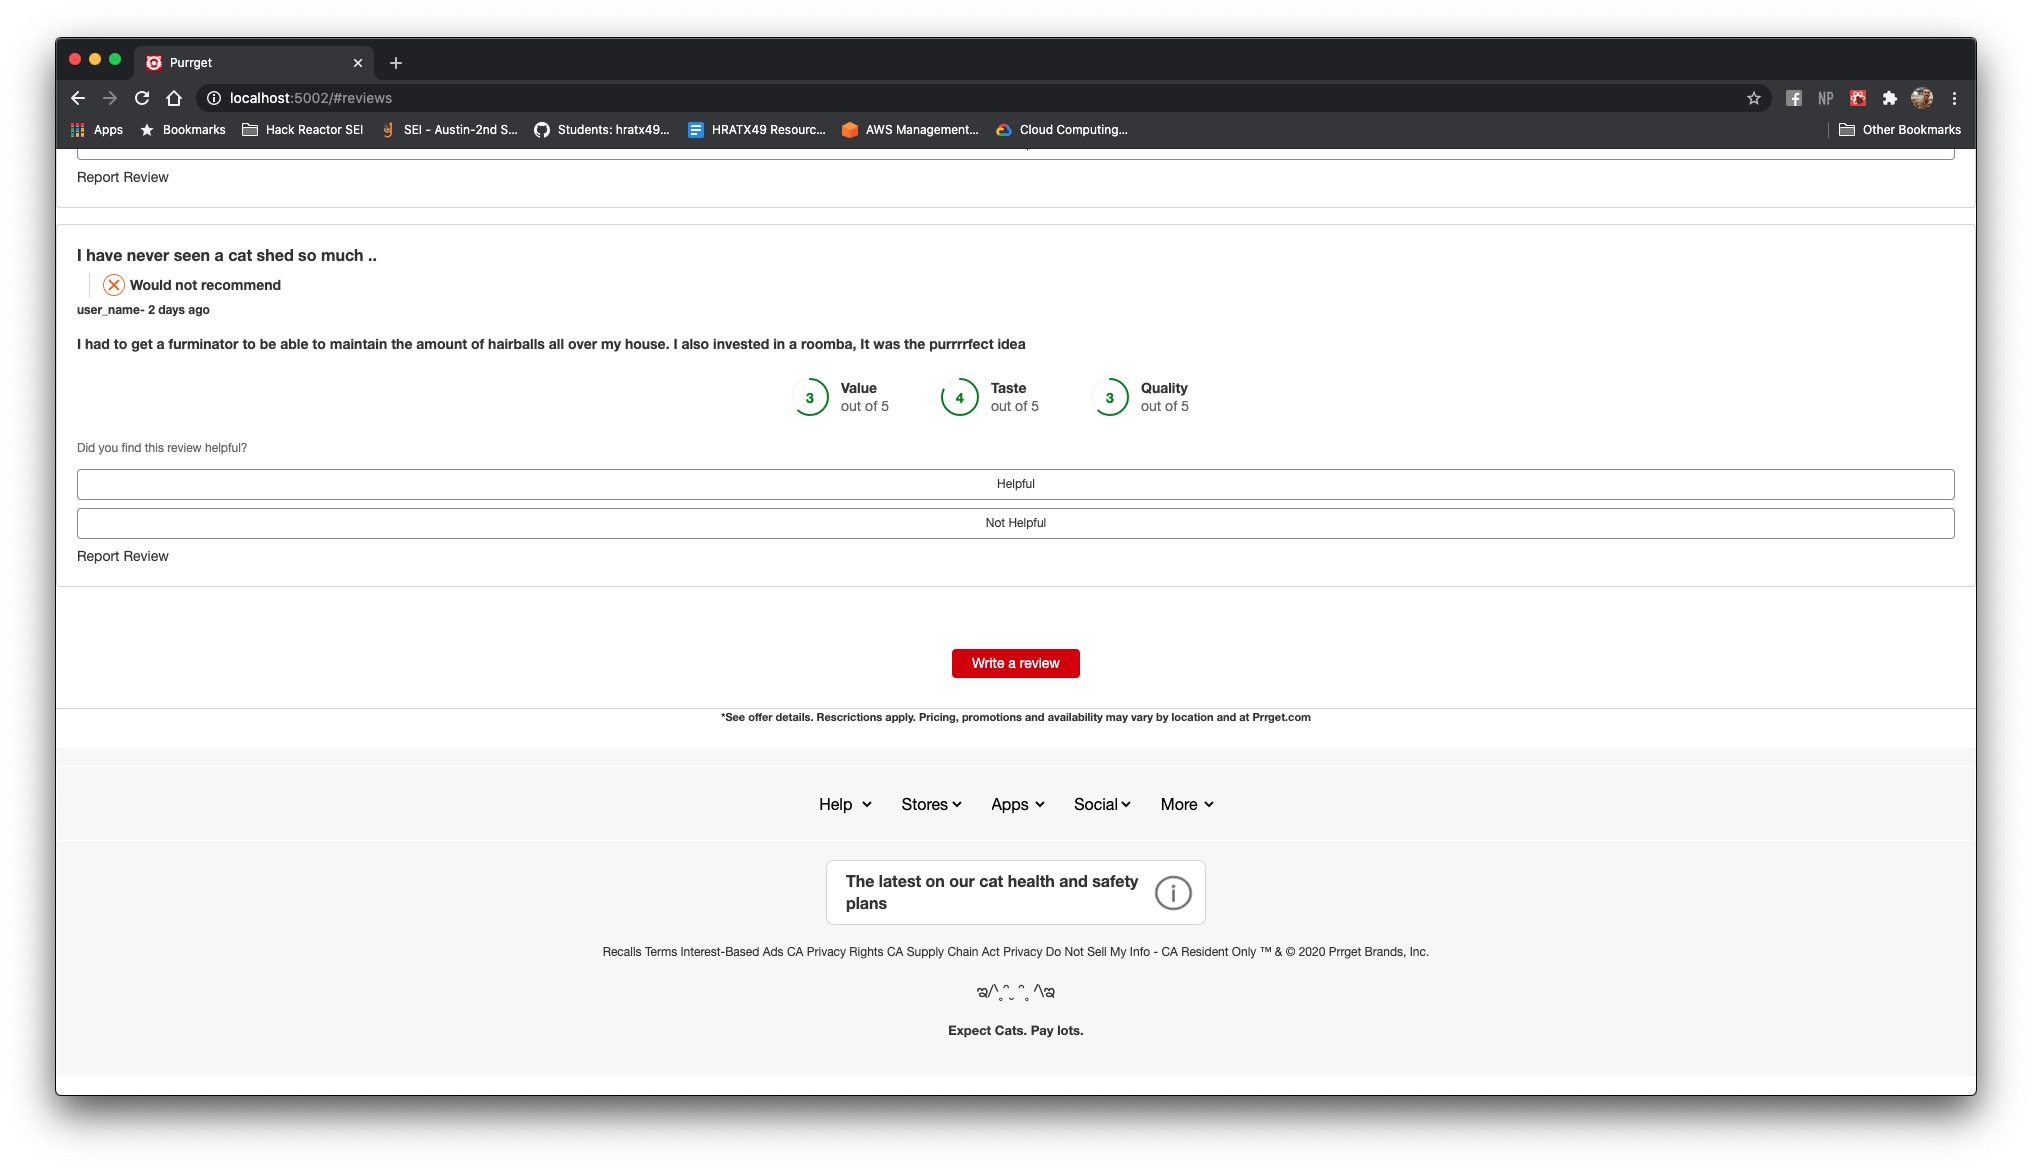 Purrget
localhost:5002/#reviews
NP
Apps Bookmarks Hack Reactor SEI SEI - Austin-2nd S... Students: hratx49... HRATX49 Resourc... AWS Management... Cloud Computing... Other Bookmarks
Report Review
I have never seen a cat shed so much ..
Would not recommend
user_name- 2 days ago
I had to get a furminator to be able to maintain the amount of hairballs all over my house. I also invested in a roomba, It was the purrrrfect idea
3 Value out of 5
4 Taste out of 5
3 Quality out of 5
Did you find this review helpful?
Helpful
Not Helpful
Report Review
Write a review
*See offer details. Rescrictions apply. Pricing, promotions and availability may vary by location and at Prrget.com
Help Stores Apps Social More
The latest on our cat health and safety
plans
Recalls Terms Interest-Based Ads CA Privacy Rights CA Supply Chain Act Privacy Do Not Sell My Info - CA Resident Only ™ & © 2020 Prrget Brands, Inc.
Expect Cats. Pay lots.